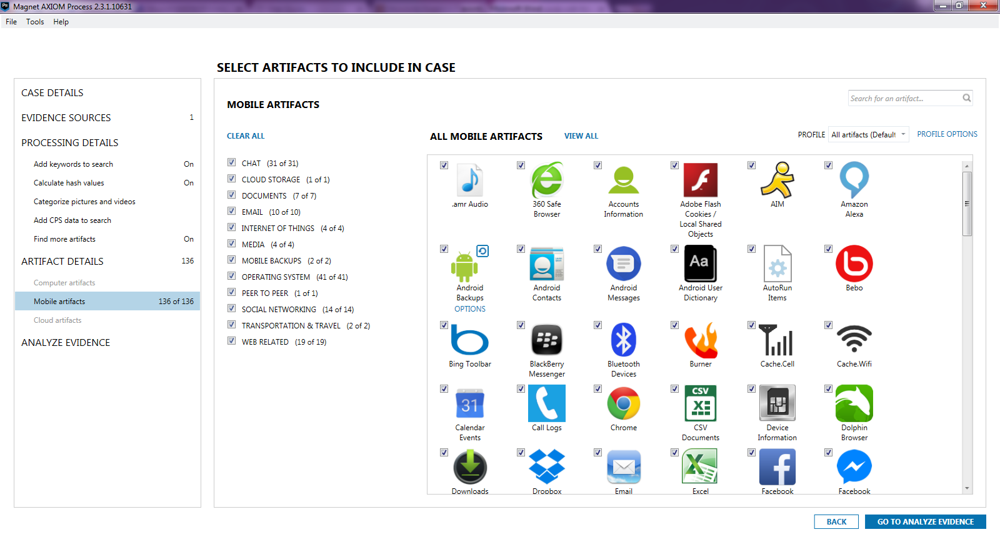 Magnet AXIOM Process 2.3.1.10631
File Tools Help
SELECT ARTIFACTS TO INCLUDE IN CASE
CASE DETAILS
EVIDENCE SOURCES 1
PROCESSING DETAILS
Add keywords to search On
Calculate hash values On
Categorize pictures and videos
Add CPS data to search
Find more artifacts On
ARTIFACT DETAILS 136
Computer artifacts
Mobile artifacts 136 of 136
Cloud artifacts
ANALYZE EVIDENCE
MOBILE ARTIFACTS
Search for an artifact...
CLEAR ALL
CHAT (31 of 31)
CLOUD STORAGE (1 of 1)
DOCUMENTS (7 of 7)
EMAIL (10 of 10)
INTERNET OF THINGS (4 of 4)
MEDIA (4 of 4)
MOBILE BACKUPS (2 of 2)
OPERATING SYSTEM (41 of 41)
PEER TO PEER (1 of 1)
SOCIAL NETWORKING (14 of 14)
TRANSPORTATION & TRAVEL (2 of 2)
WEB RELATED (19 of 19)
ALL MOBILE ARTIFACTS VIEW ALL
PROFILE All artifacts (Default PROFILE OPTIONS
.amr Audio
360 Safe
Browser
Accounts
Information
Adobe Flash
Cookies /
Local Shared
Objects
AIM
Amazon
Alexa
Android
Backups
OPTIONS
Android
Contacts
Android
Messages
Aa
Android User
Dictionary
AutoRun
Items
Bebo
Bing Toolbar
BlackBerry
Messenger
Bluetooth
Devices
Burner
Cache.Cell
Cache.Wifi
31
Calendar
Events
Call Logs
Chrome
CSV
CSV
Documents
Device
Information
Dolphin
Browser
Downloads
Dropbox
Email
Excel
Facebook
Facebook
BACK
GO TO ANALYZE EVIDENCE